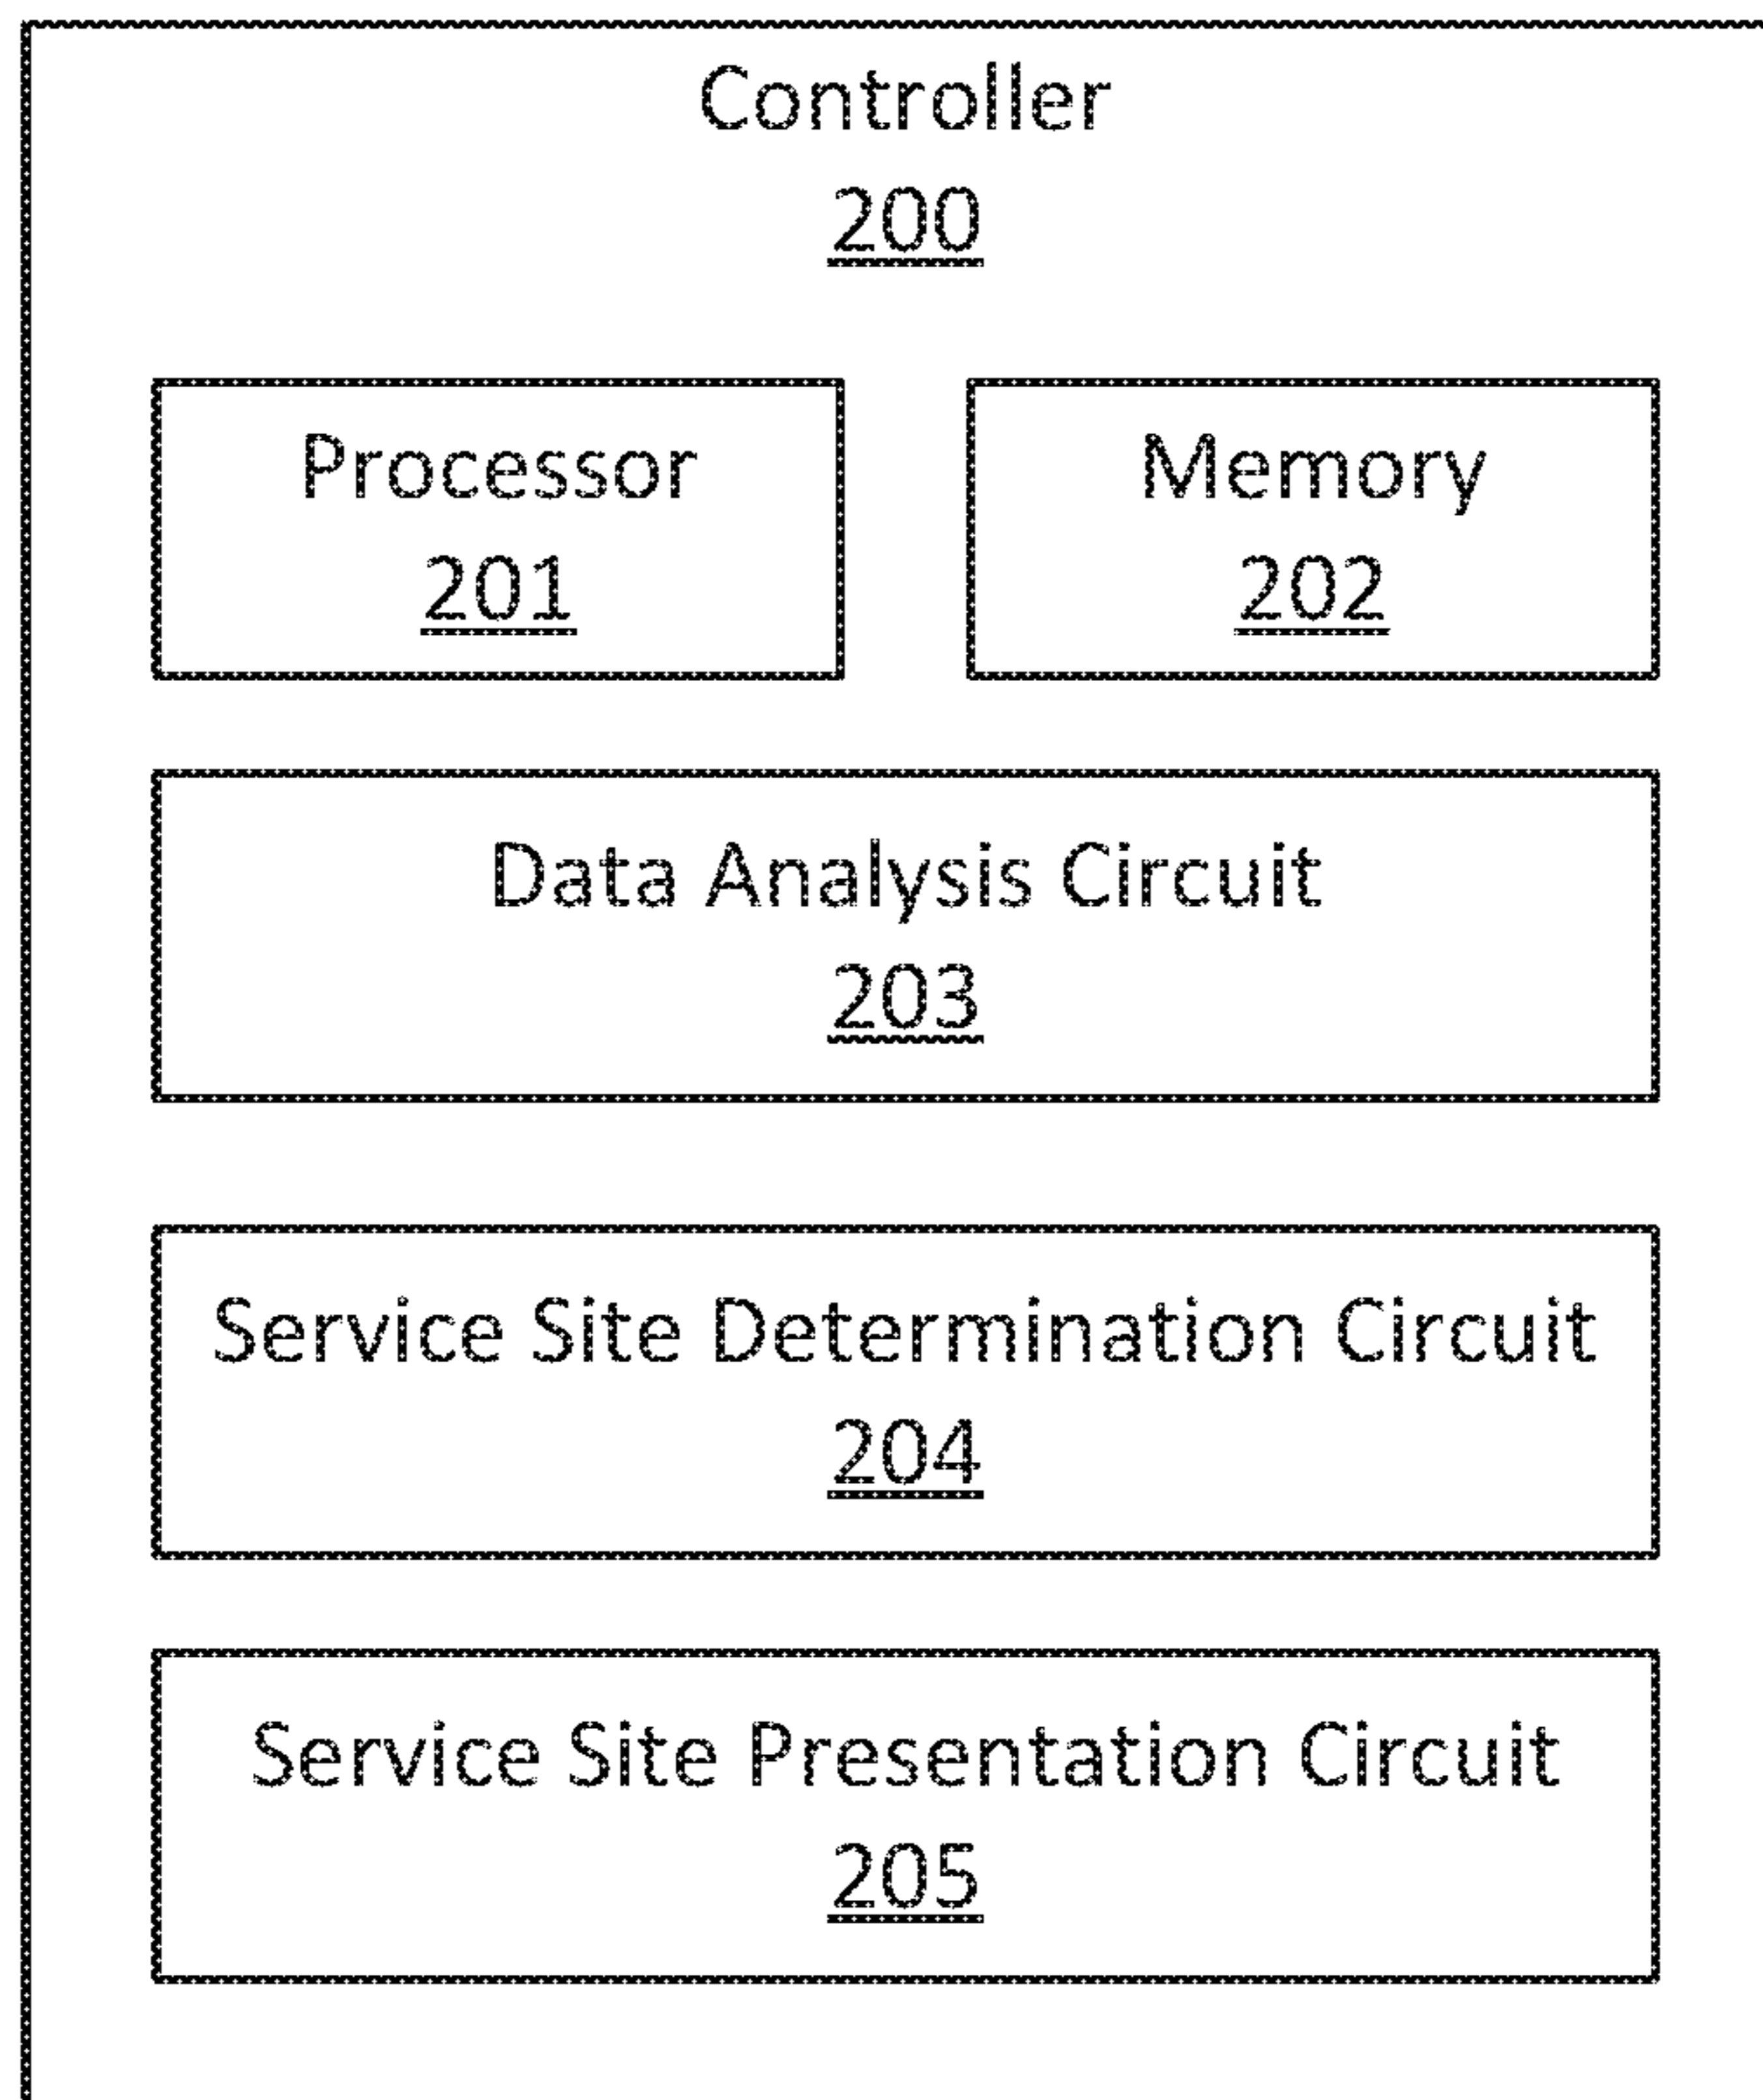 Controller
200
Processor
201
Memory
202
Data Analysis Circuit
203
Service Site Determination Circuit
204
Service Site Presentation Circuit
205